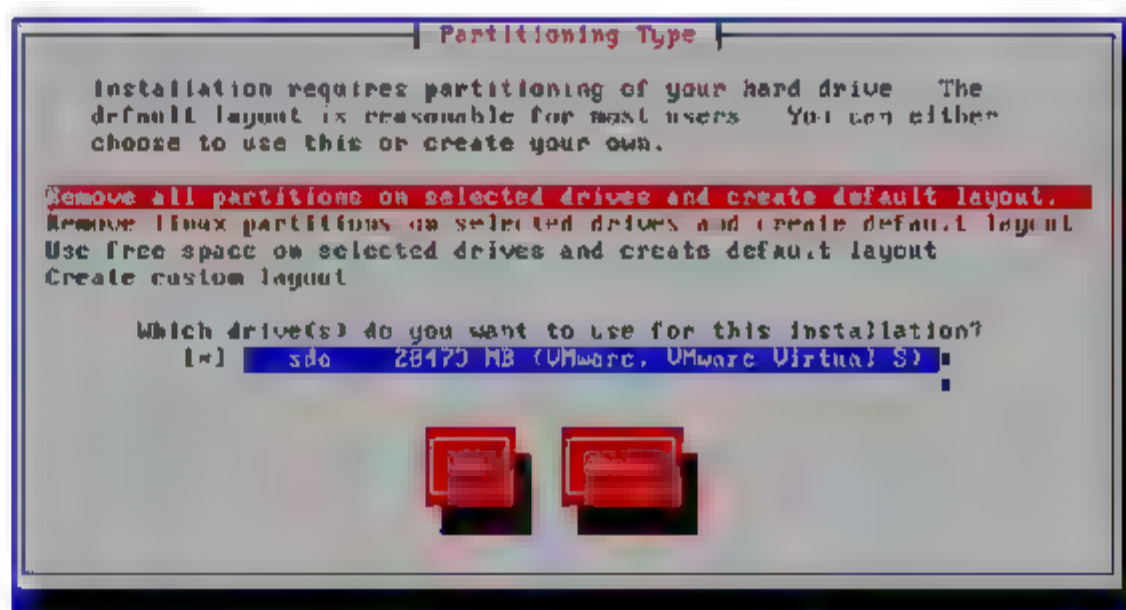 Partitioning Type
Installation requires partitioning of your hard drive The
default layout is reasonable for most users You can either
choose to use this or create your own.
Remove all partitions on selected drives and create default layout.
Remove linux partitions on selected drives and create default layout
Use free space on selected drives and create default layout
Create custom layout
Which drive(s) do you want to use for this installation?
[*] sda MB (VMware, VMware Virtual S)